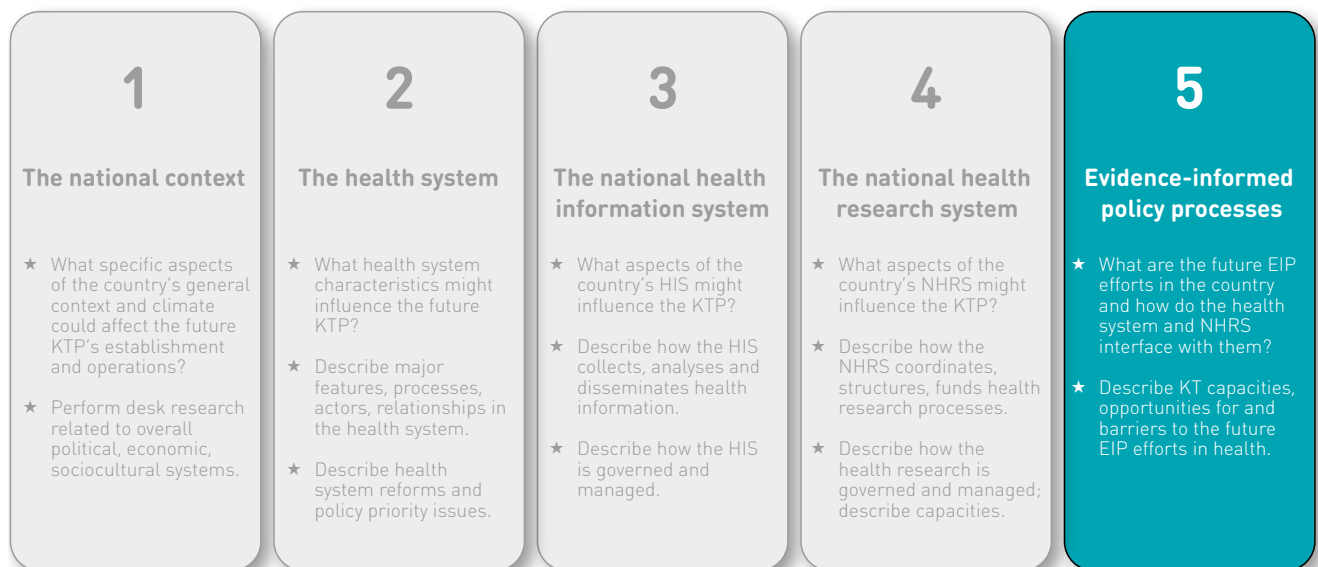 1
The national context
★ What specific aspects
of the country's general
context and climate
could affect the future
KTP's establishment
and operations?
★ Perform desk research
related to overall
political, economic,
sociocultural systems.
2
The health system
★ What health system
characteristics might
influence the future
KTP?
★ Describe major
features, processes,
actors, relationships in
the health system.
★ Describe health
system reforms and
policy priority issues.
3
The national health
information system
★ What aspects of the
country's HIS might
influence the KTP?
★ Describe how the HIS
collects, analyses and
disseminates health
information.
★ Describe how the HIS
is governed and
managed.
4
The national health
research system
★ What aspects of the
country's NHRS might
influence the KTP?
★ Describe how the
NHRS coordinates,
structures, funds health
research processes.
★ Describe how the
health research is
governed and managed;
describe capacities.
5
Evidence-informed
policy processes
★ What are the future EIP
efforts in the country
and how do the health
system and NHRS
interface with them?
★ Describe KT capacities,
opportunities for and
barriers to the future
EIP efforts in health.